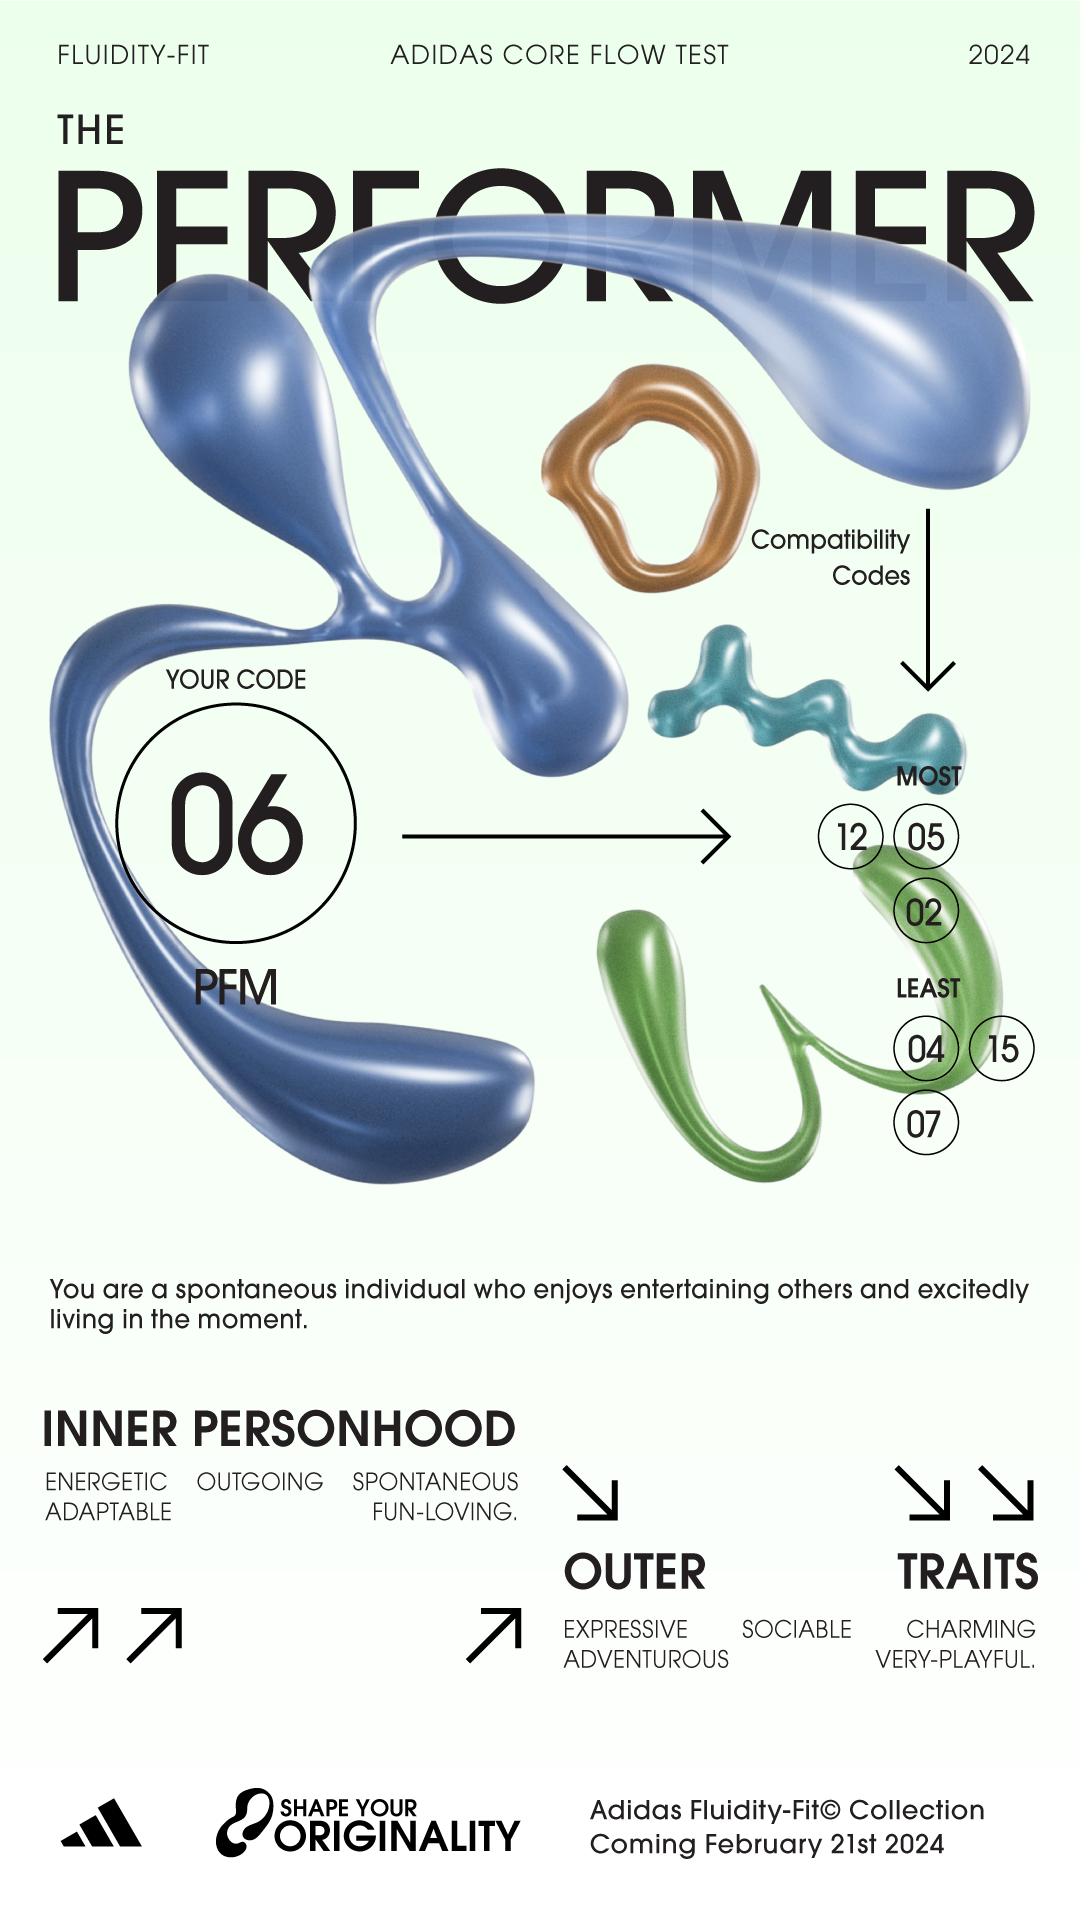 FLUIDITY-FIT ADIDAS CORE FLOW TEST 2024
THE
PERFORMER
Compatibility
Codes
YOUR CODE
06
PFM
MOST
12 05
02
LEAST
04 15
07
You are a spontaneous individual who enjoys entertaining others and excitedly
living in the moment.
INNER PERSONHOOD
ENERGETIC OUTGOING SPONTANEOUS
ADAPTABLE FUN-LOVING.
OUTER TRAITS
EXPRESSIVE SOCIABLE CHARMING
ADVENTUROUS VERY-PLAYFUL.
SHAPE YOUR
ORIGINALITY
Adidas Fluidity-Fit© Collection
Coming February 21st 2024